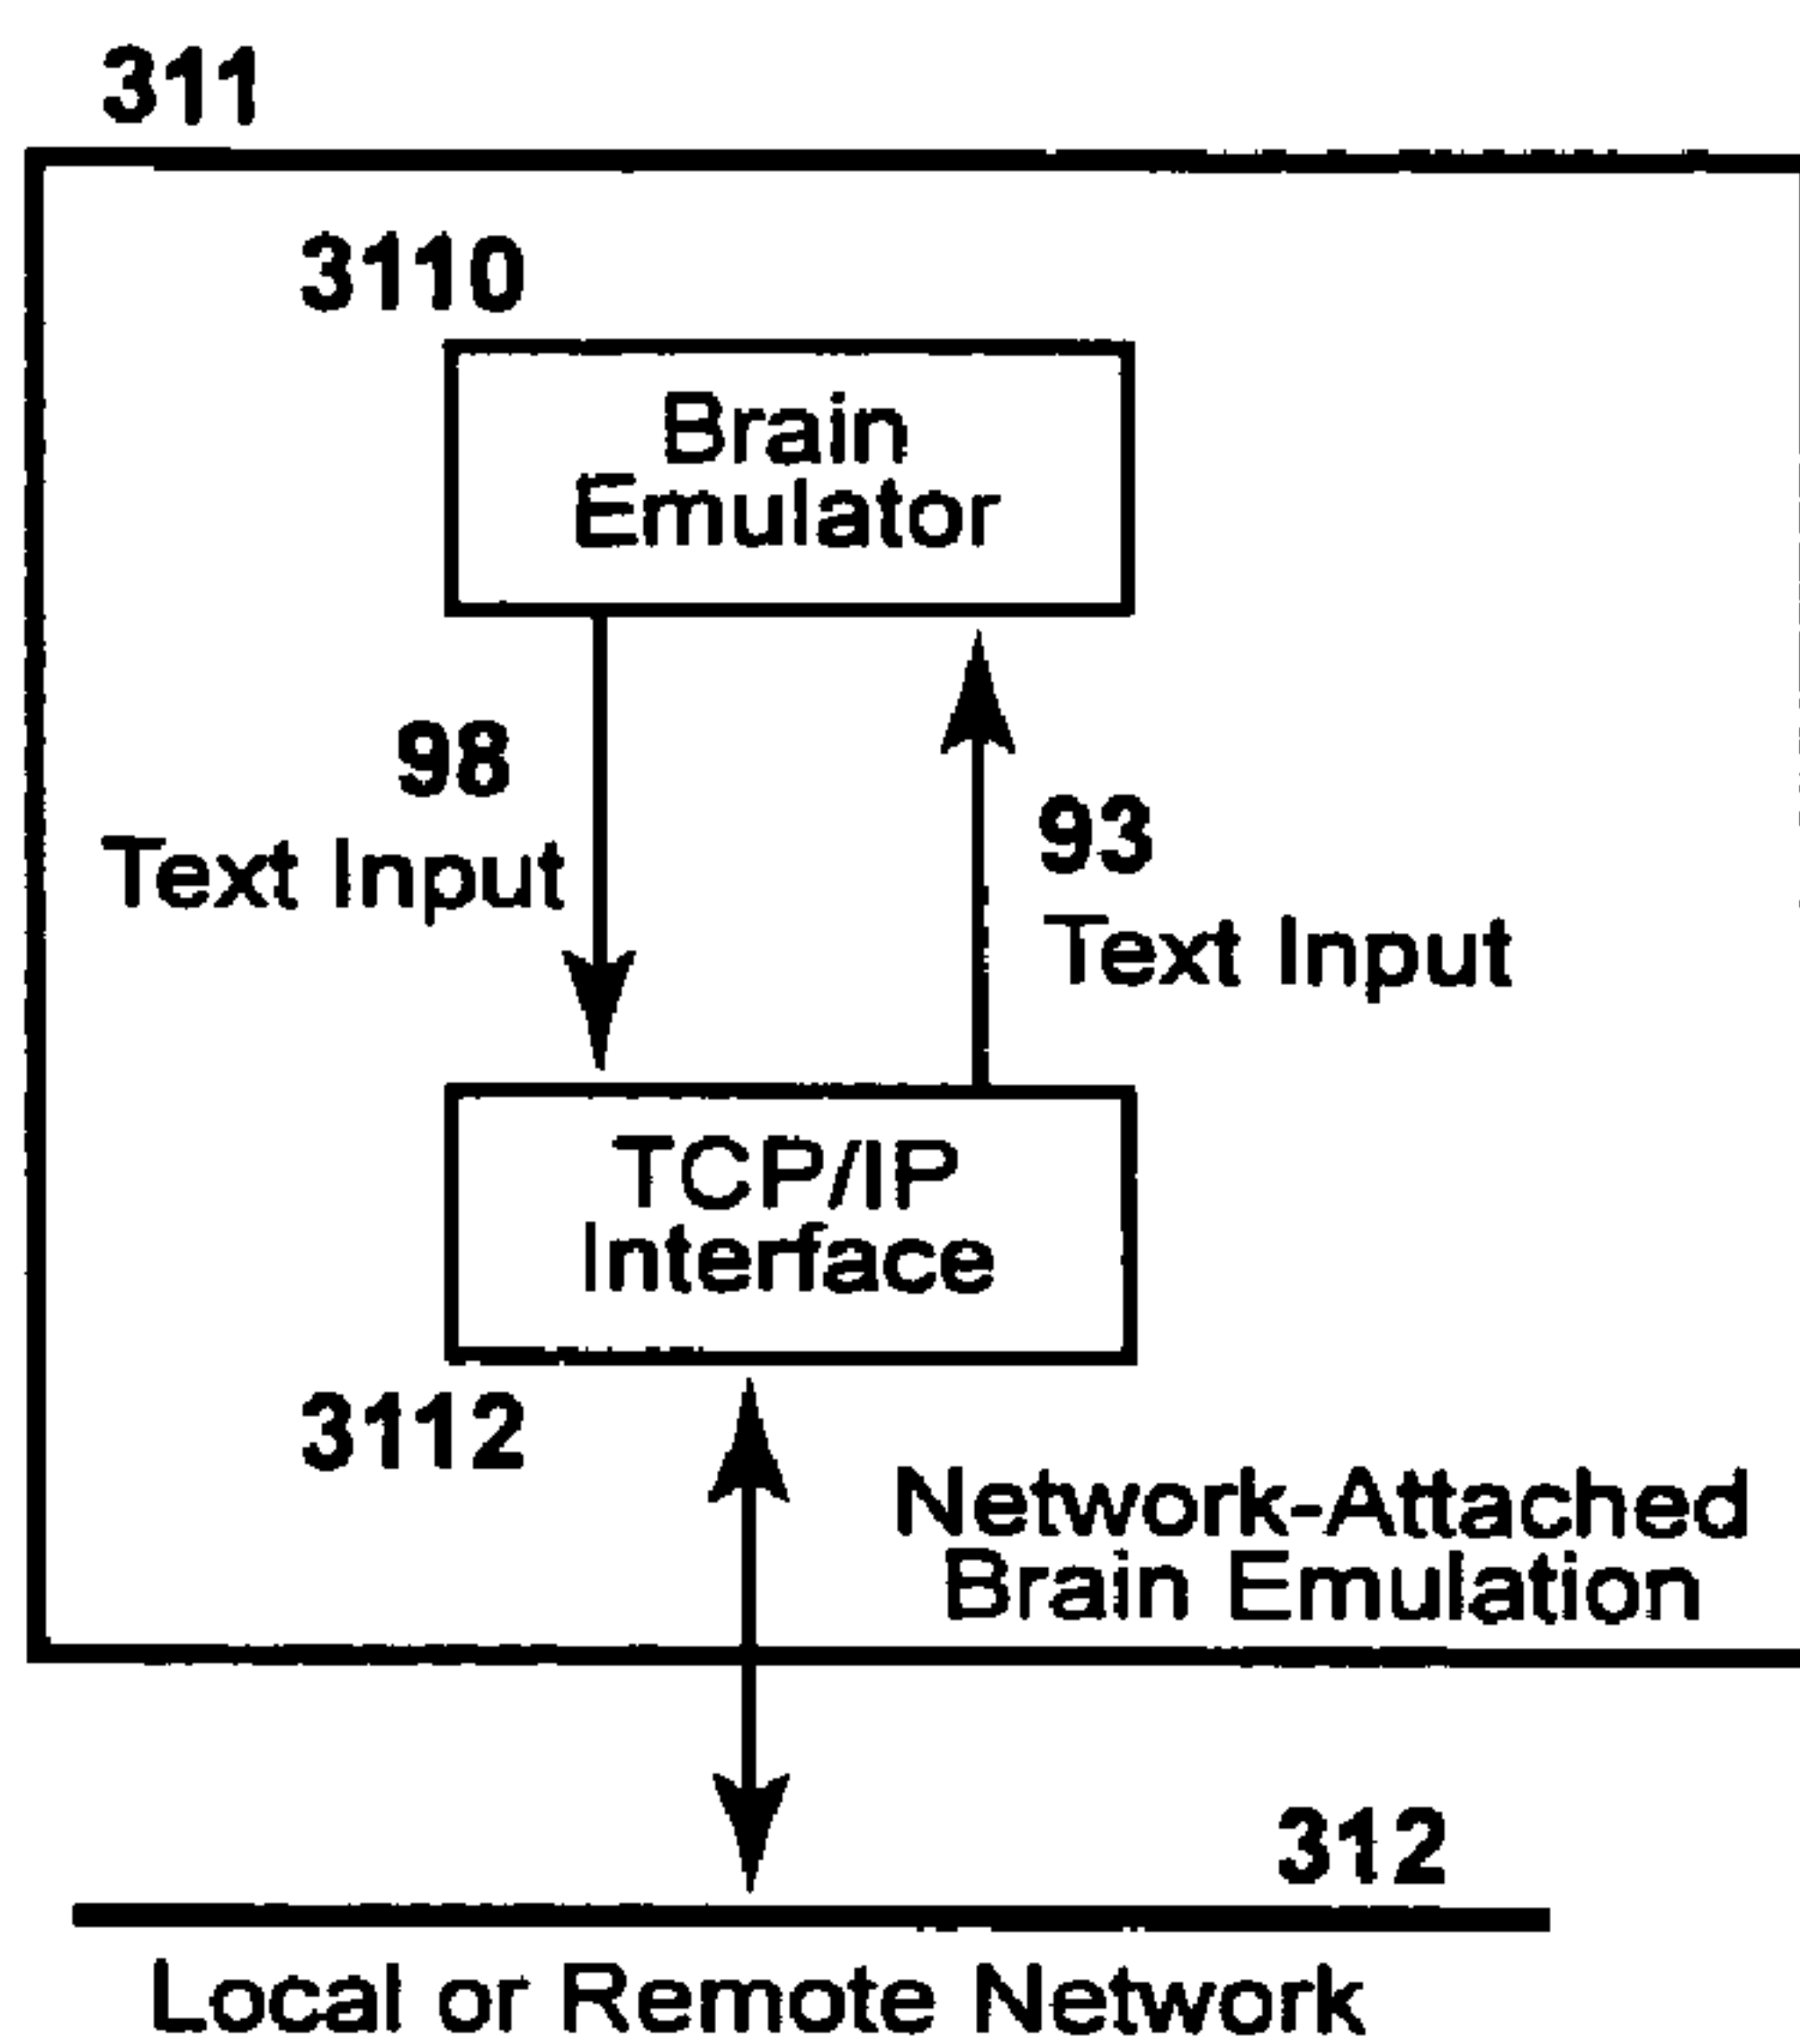 311
3110
Brain
Emulator
98
Text Input
93
Text Input
TCP/IP
Interface
3112
Network-Attached
Brain Emulation
312
Local or Remote Network